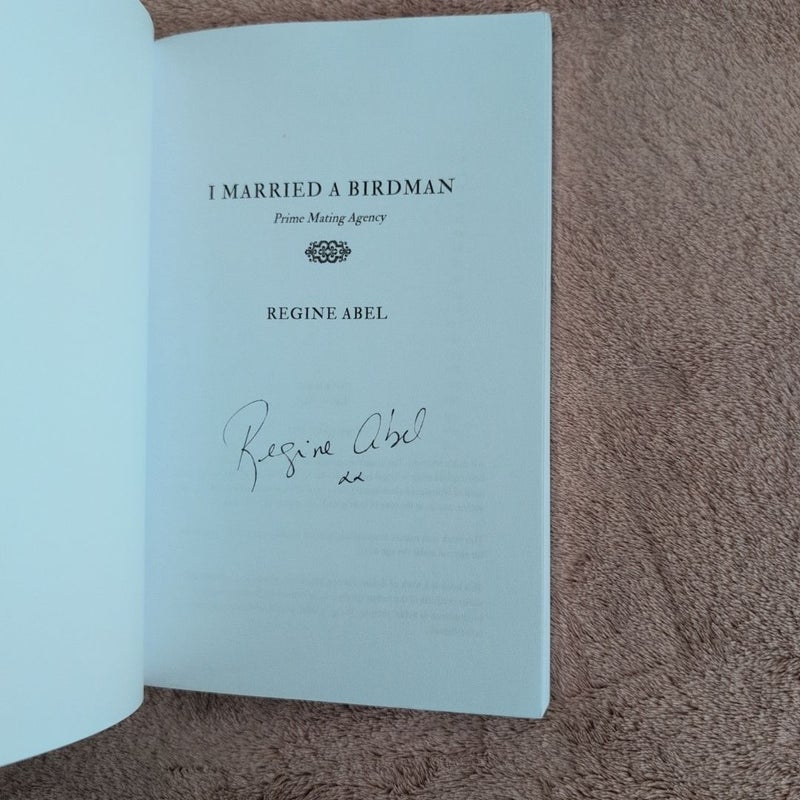 I MARRIED A BIRDMAN
Prime Mating Agency
REGINE ABEL
Regine Abel
xx